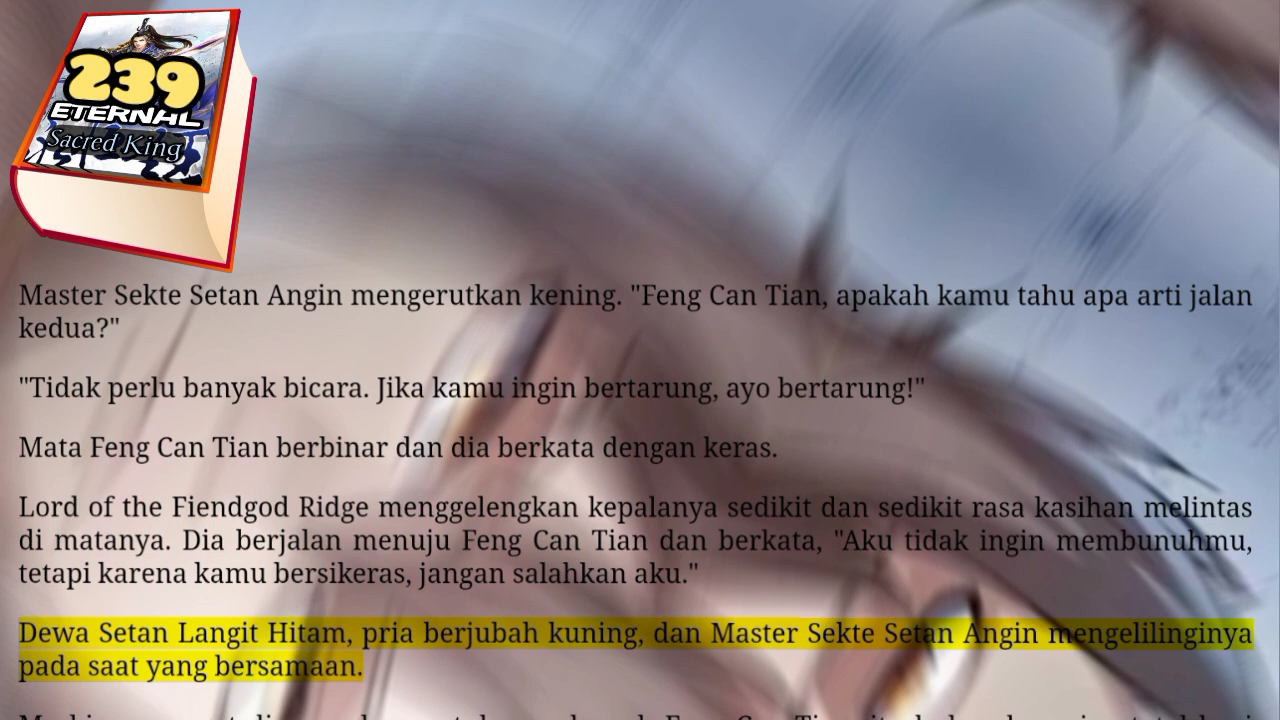 239
ETERNAL
Sacred King
Master Sekte Setan Angin mengerutkan kening. "Feng Can Tian, apakah kamu tahu apa arti jalan
kedua?"
"Tidak perlu banyak bicara. Jika kamu ingin bertarung, ayo bertarung!"
Mata Feng Can Tian berbinar dan dia berkata dengan keras.
Lord of the Fiendgod Ridge menggelengkan kepalanya sedikit dan sedikit rasa kasihan melintas
di matanya. Dia berjalan menuju Feng Can Tian dan berkata, "Aku tidak ingin membunuhmu,
tetapi karena kamu bersikeras, jangan salahkan aku."
Dewa Setan Langit Hitam, pria berjubah kuning, dan Master Sekte Setan Angin mengelilinginya
pada saat yang bersamaan.